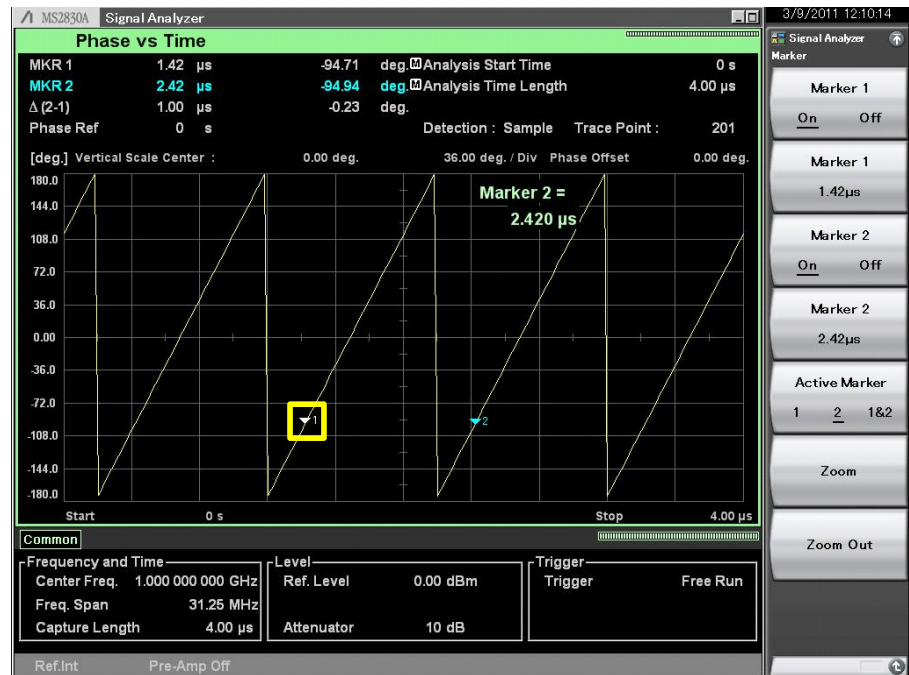 MS2830A Signal Analyzer
3/9/2011 12:10:14
Phase vs Time
MKR 1 1.42 µs -94.71 deg. M Analysis Start Time 0 s
MKR 2 2.42 µs -94.94 deg. M Analysis Time Length 4.00 µs
Δ (2-1) 1.00 µs -0.23 deg.
Phase Ref 0 s Detection : Sample Trace Point : 201
[deg.] Vertical Scale Center : 0.00 deg. 36.00 deg. / Div Phase Offset 0.00 deg.
180.0
144.0
108.0
72.0
36.0
0.00
-36.0
-72.0
-108.0
-144.0
-180.0
Marker 2 =
2.420 µs
1
2
Start 0 s Stop 4.00 µs
Common
Frequency and Time
Center Freq. 1.000 000 000 GHz
Freq. Span 31.25 MHz
Capture Length 4.00 µs
Level
Ref. Level 0.00 dBm
Attenuator 10 dB
Trigger
Trigger Free Run
Ref.Int Pre-Amp Off
Signal Analyzer
Marker
Marker 1
On Off
Marker 1
1.42µs
Marker 2
On Off
Marker 2
2.42µs
Active Marker
1 2 1&2
Zoom
Zoom Out